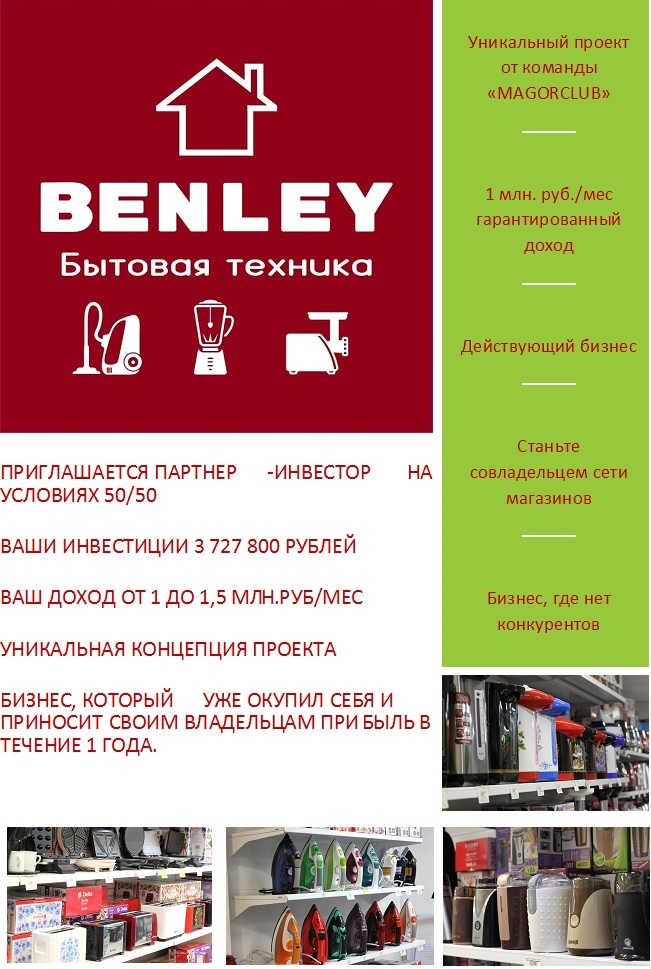 BENLEY
Бытовая техника
ПРИГЛАШАЕТСЯ ПАРТНЕР -ИНВЕСТОР НА
УСЛОВИЯХ 50/50
ВАШИ ИНВЕСТИЦИИ 3 727 800 РУБЛЕЙ
ВАШ ДОХОД ОТ 1 ДО 1,5 МЛН.РУБ/МЕС
УНИКАЛЬНАЯ КОНЦЕПЦИЯ ПРОЕКТА
БИЗНЕС, КОТОРЫЙ УЖЕ ОКУПИЛ СЕБЯ И
ПРИНОСИТ СВОИМ ВЛАДЕЛЬЦАМ ПРИБЫЛЬ В
ТЕЧЕНИЕ 1 ГОДА.
Уникальный проект
от команды
«MAGORCLUB»
1 млн. руб./мес
гарантированный
доход
Действующий бизнес
Станьте
совладельцем сети
магазинов
Бизнес, где нет
конкурентов
Delta